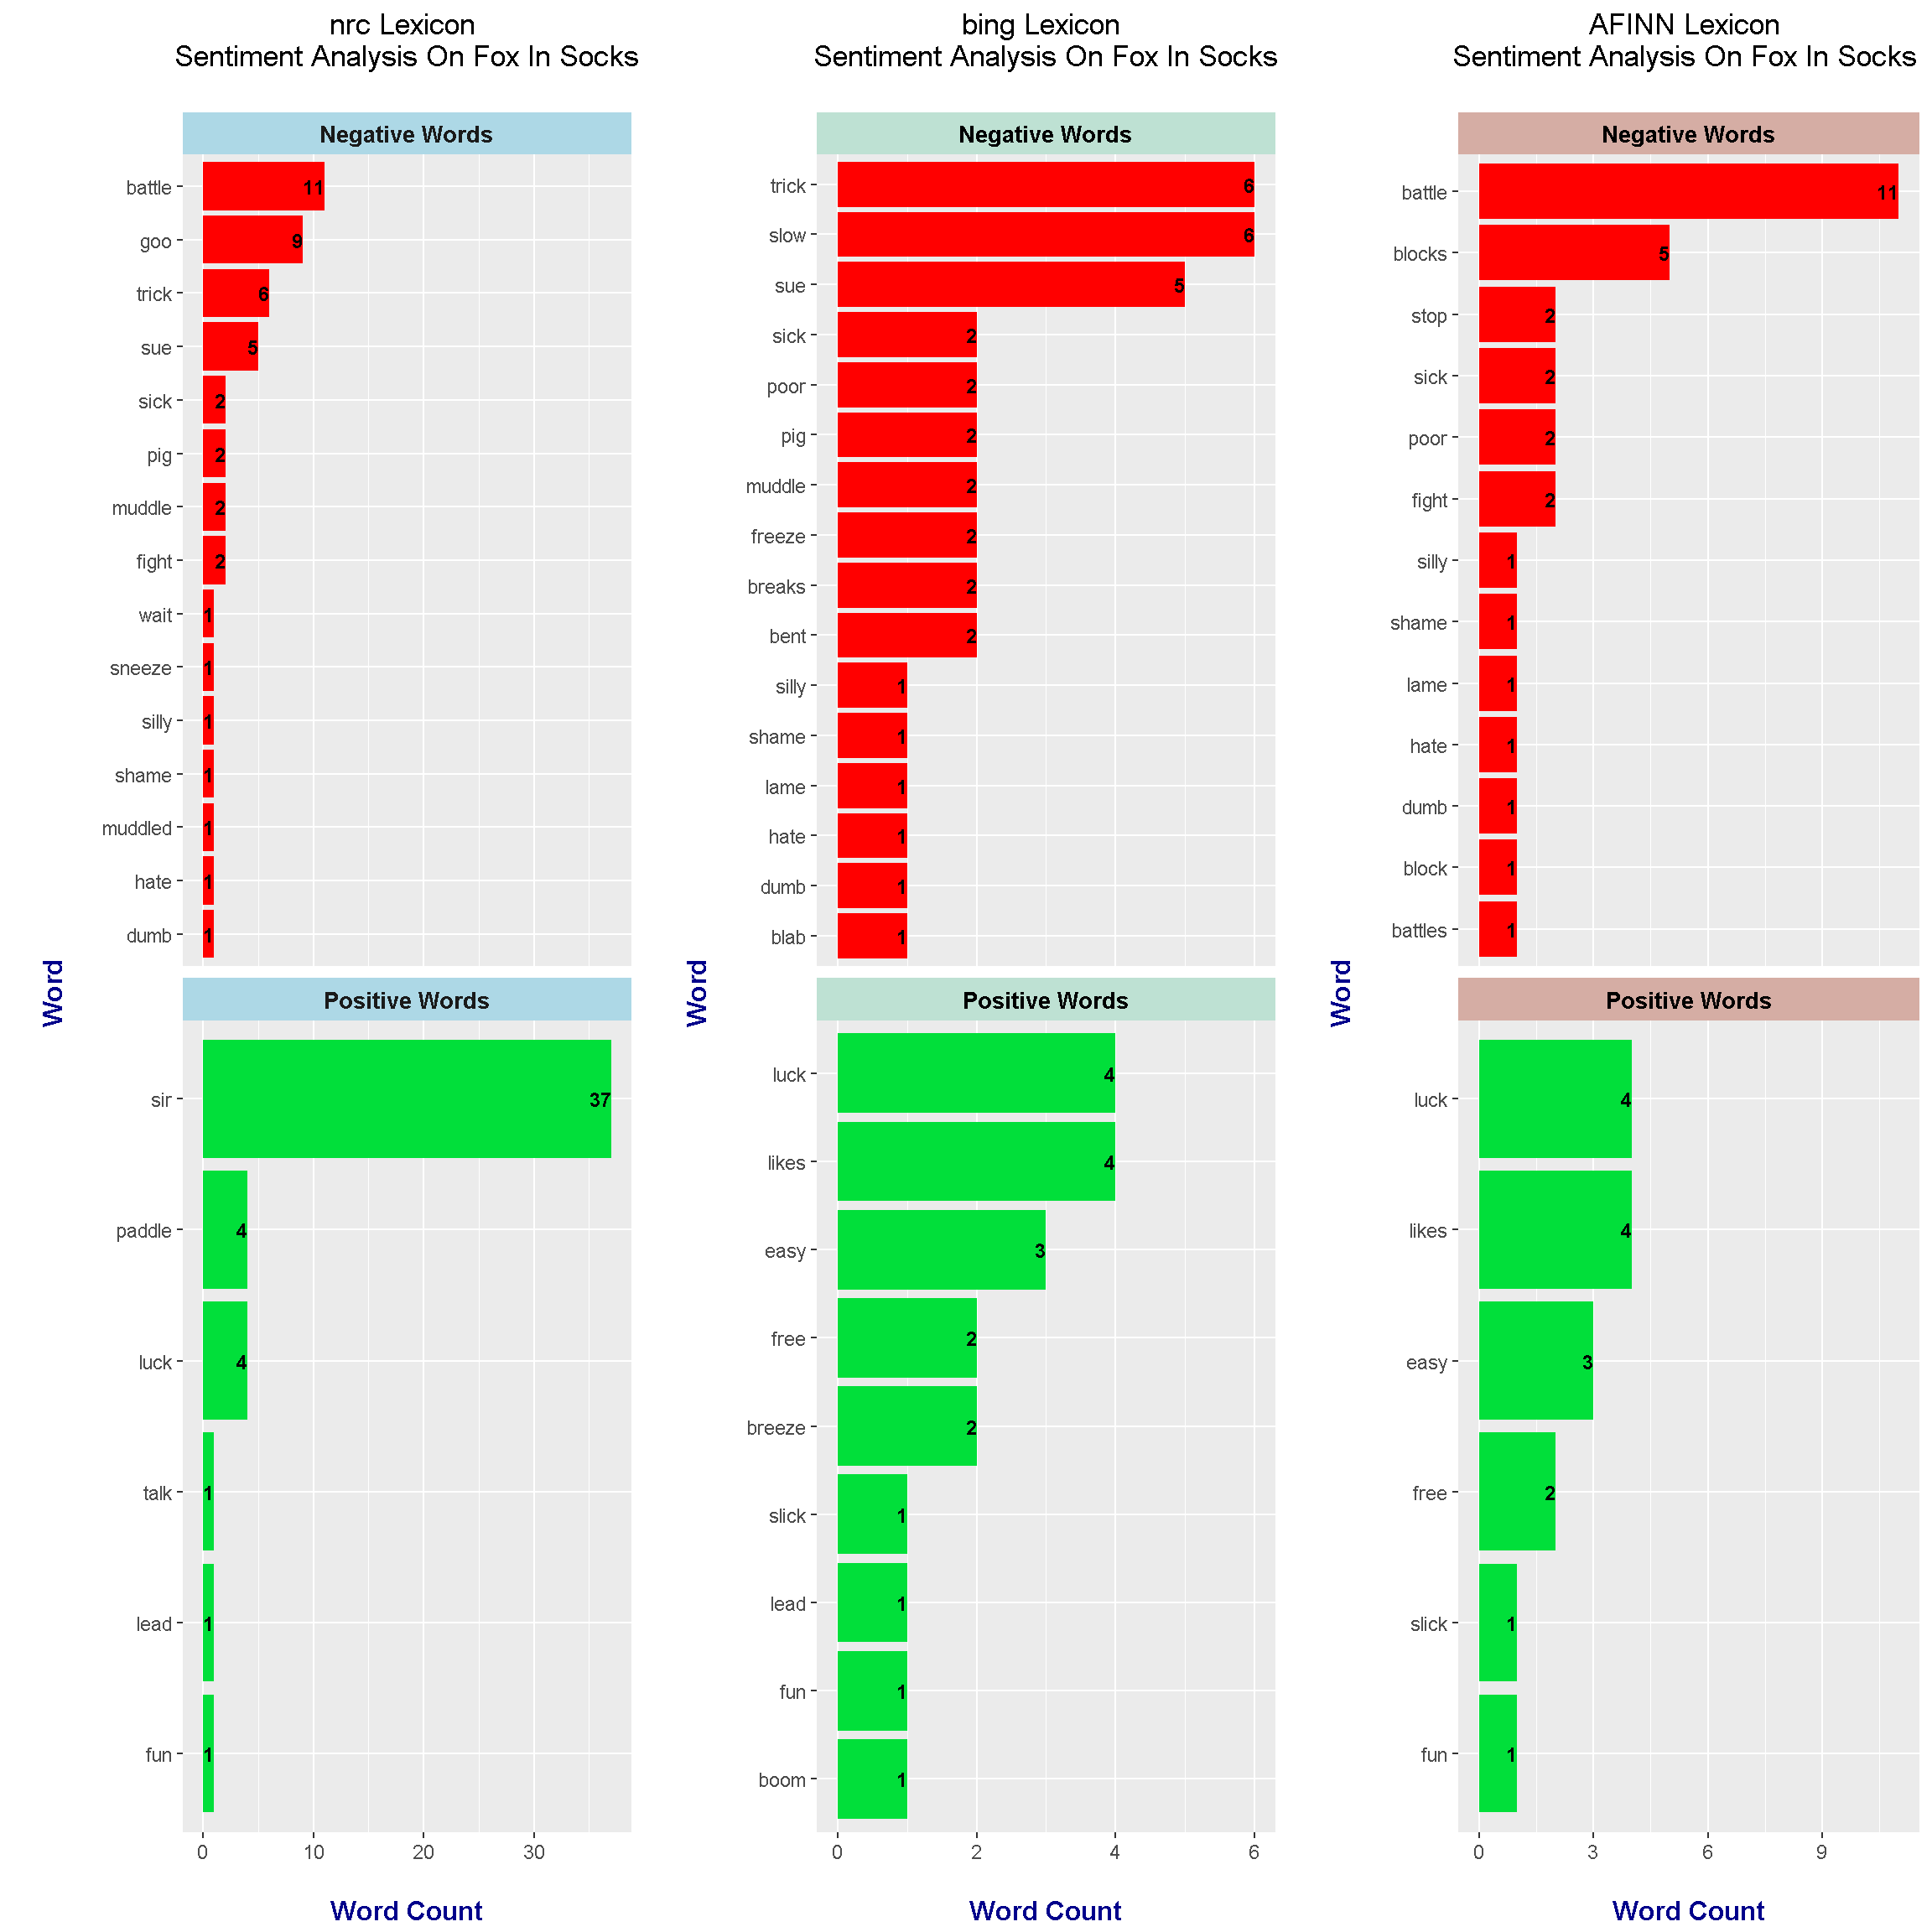 nrc Lexicon
Sentiment Analysis On Fox In Socks
Negative Words
battle 11
goo 9
trick 6
sue 5
sick 2
pig 2
muddle 2
fight 2
wait 1
sneeze 1
silly 1
shame 1
muddled 1
hate 1
dumb 1
Word
Positive Words
sir 37
paddle 4
luck 4
talk 1
lead 1
fun 1
0 10 20 30
Word Count
bing Lexicon
Sentiment Analysis On Fox In Socks
Negative Words
trick 6
slow 6
sue 5
sick 2
poor 2
pig 2
muddle 2
freeze 2
breaks 2
bent 2
silly 1
shame 1
lame 1
hate 1
dumb 1
blab 1
Word
Positive Words
luck 4
likes 4
easy 3
free 2
breeze 2
slick 1
lead 1
fun 1
boom 1
0 2 4 6
Word Count
AFINN Lexicon
Sentiment Analysis On Fox In Socks
Negative Words
battle 11
blocks 5
stop 2
sick 2
poor 2
fight 2
silly 1
shame 1
lame 1
hate 1
dumb 1
block 1
battles 1
Word
Positive Words
luck 4
likes 4
easy 3
free 2
slick 1
fun 1
0 3 6 9
Word Count